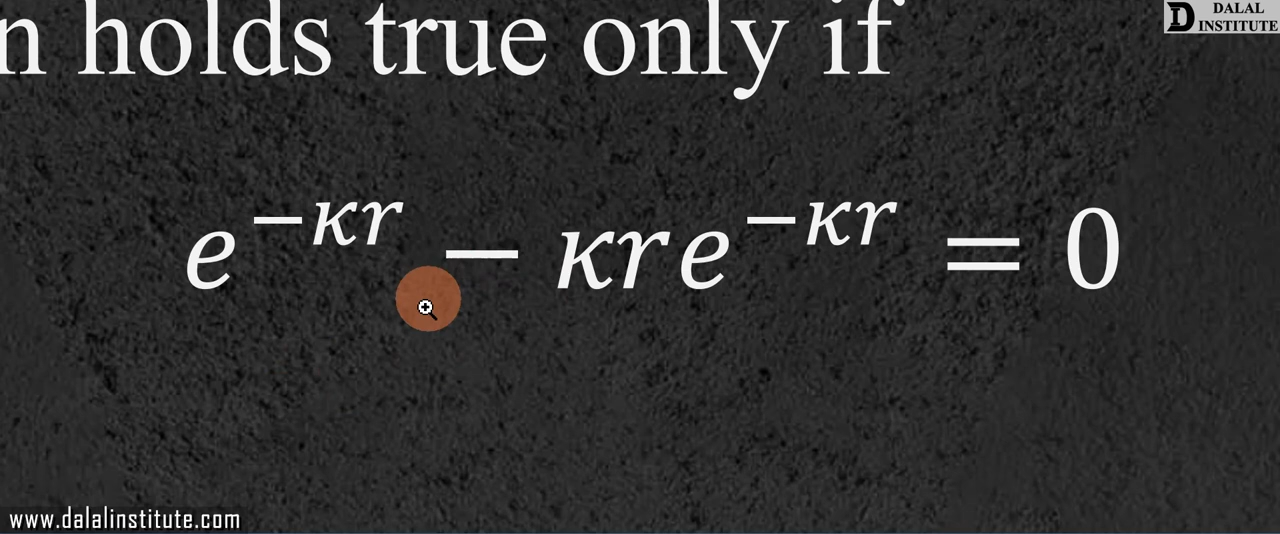 n holds true only if
DALAL
INSTITUTE
e^{−κr} − κre^{−κr} = 0
www.dalalinstitute.com